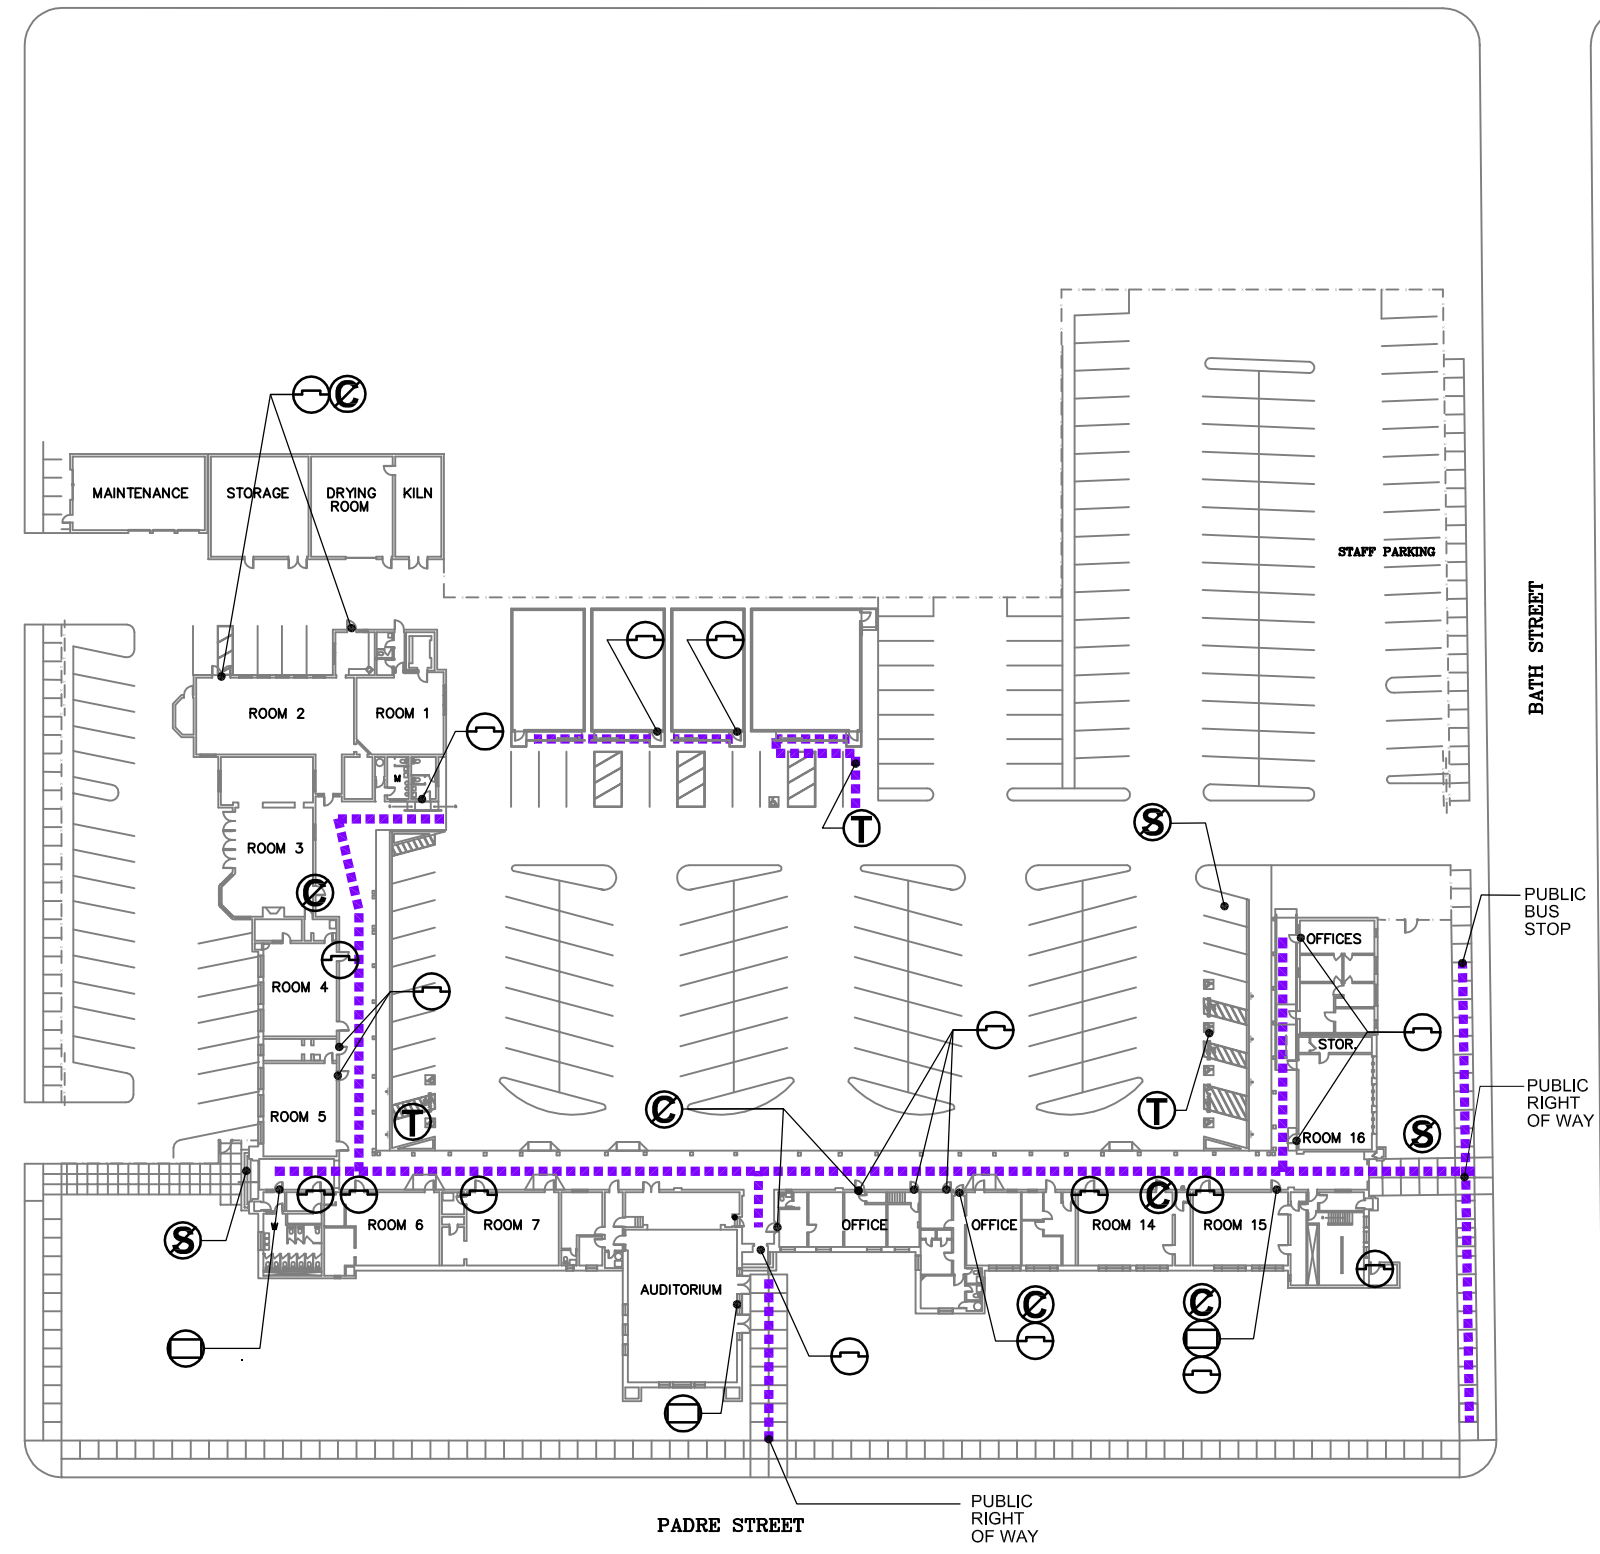 C
MAINTENANCE
STORAGE
DRYING
ROOM
KILN
STAFF PARKING
BATH STREET
ROOM 2
ROOM 1
M
T
S
ROOM 3
C
PUBLIC
BUS
STOP
OFFICES
ROOM 4
STOR.
PUBLIC
RIGHT
OF WAY
C
T
T
ROOM 5
S
ROOM 16
C
W
ROOM 6
ROOM 7
OFFICE
OFFICE
ROOM 14
ROOM 15
S
AUDITORIUM
C
C
PUBLIC
RIGHT
OF WAY
PADRE STREET